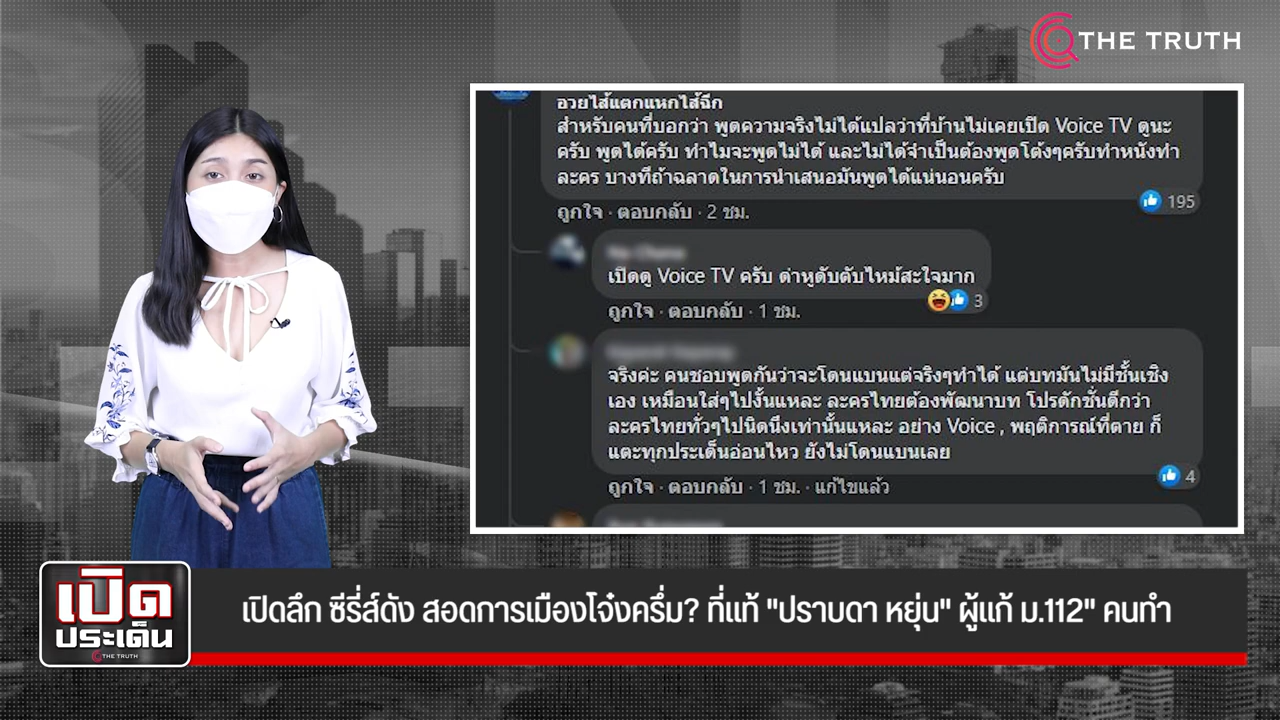 THE TRUTH
อวยไส้แตกแหกไส้ฉีก
สำหรับคนที่บอกว่า พูดความจริงไม่ได้แปลว่าที่บ้านไม่เคยเปิด Voice TV ดูนะ
ครับ พูดได้ครับ ทำไมจะพูดไม่ได้ และไม่ได้จำเป็นต้องพูดโต้งๆครับทำหนังทำ
ละคร บางทีถ้าฉลาดในการนำเสนอมันพูดได้แน่นอนครับ
195
ถูกใจ · ตอบกลับ · 2 ชม.
เปิดดู Voice TV ครับ ด่าหูดับตับไหม้สะใจมาก
3
ถูกใจ · ตอบกลับ · 1 ชม.
จริงค่ะ คนชอบพูดกันว่าจะโดนแบนแต่จริงๆทำได้ แต่บทมันไม่มีชั้นเชิง
เอง เหมือนใส่ๆไปงั้นแหละ ละครไทยต้องพัฒนาบท โปรดักชั่นดีกว่า
ละครไทยทั่วๆไปนิดนึงเท่านั้นแหละ อย่าง Voice , พฤติการณ์ที่ตาย ก็
แตะทุกประเด็นอ่อนไหว ยังไม่โดนแบนเลย
4
ถูกใจ · ตอบกลับ · 1 ชม. · แก้ไขแล้ว
เปิด
ประเด็น
THE TRUTH
เปิดลึก ซีรี่ส์ดัง สอดการเมืองโจ๋งครึ่ม? ที่แท้ "ปราบดา หยุ่น" ผู้แก้ ม.112" คนทำ